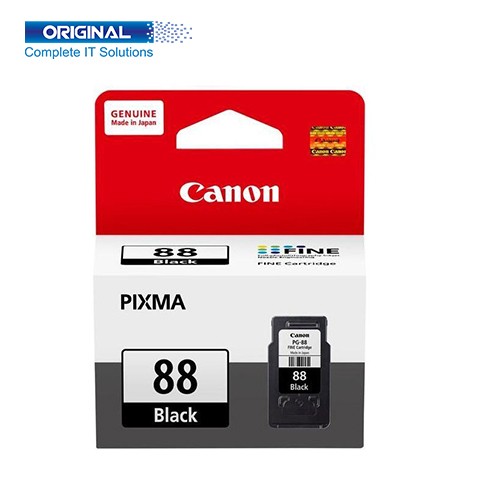 ORIGINAL
Complete IT Solutions
GENUINE
Made in Japan
Canon
88
Black
FINE
FINE Cartridge
PIXMA
88
Black
Canon
PG-88
FINE Cartridge
Made in Japan
88
Black